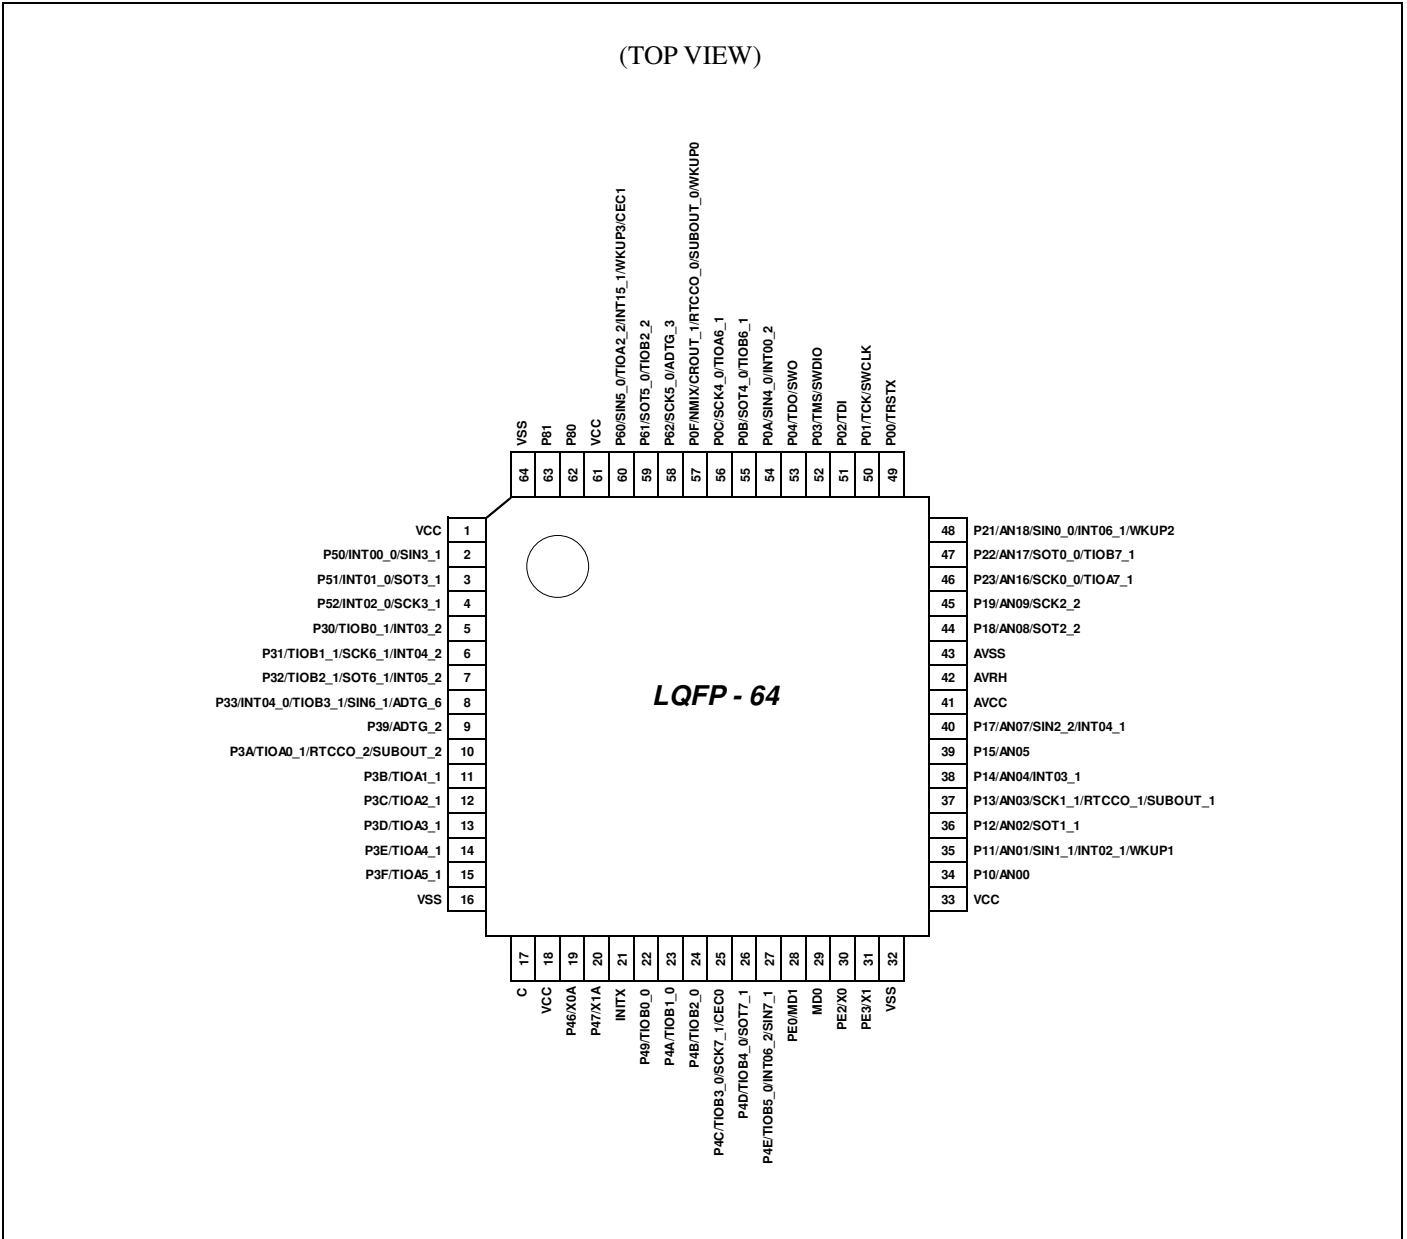 (TOP VIEW)
VSS
P81
P80
VCC
P60/SIN5_0/TIOA2_2/INT15_1/WKUP3/CEC1
P61/SOT5_0/TIOB2_2
P62/SCK5_0/ADTG_3
P0F/NMIX/CROUT_1/RTCCO_0/SUBOUT_0/WKUP0
P0C/SCK4_0/TIOA6_1
P0B/SOT4_0/TIOB6_1
P0A/SIN4_0/INT00_2
P04/TDO/SWO
P03/TMS/SWDIO
P02/TDI
P01/TCK/SWCLK
P00/TRSTX
64
63
62
61
60
59
58
57
56
55
54
53
52
51
50
49
VCC 1
P50/INT00_0/SIN3_1 2
P51/INT01_0/SOT3_1 3
P52/INT02_0/SCK3_1 4
P30/TIOB0_1/INT03_2 5
P31/TIOB1_1/SCK6_1/INT04_2 6
P32/TIOB2_1/SOT6_1/INT05_2 7
P33/INT04_0/TIOB3_1/SIN6_1/ADTG_6 8
P39/ADTG_2 9
P3A/TIOA0_1/RTCCO_2/SUBOUT_2 10
P3B/TIOA1_1 11
P3C/TIOA2_1 12
P3D/TIOA3_1 13
P3E/TIOA4_1 14
P3F/TIOA5_1 15
VSS 16
LQFP - 64
48 P21/AN18/SIN0_0/INT06_1/WKUP2
47 P22/AN17/SOT0_0/TIOB7_1
46 P23/AN16/SCK0_0/TIOA7_1
45 P19/AN09/SCK2_2
44 P18/AN08/SOT2_2
43 AVSS
42 AVRH
41 AVCC
40 P17/AN07/SIN2_2/INT04_1
39 P15/AN05
38 P14/AN04/INT03_1
37 P13/AN03/SCK1_1/RTCCO_1/SUBOUT_1
36 P12/AN02/SOT1_1
35 P11/AN01/SIN1_1/INT02_1/WKUP1
34 P10/AN00
33 VCC
17
18
19
20
21
22
23
24
25
26
27
28
29
30
31
32
C
VCC
P46/X0A
P47/X1A
INITX
P49/TIOB0_0
P4A/TIOB1_0
P4B/TIOB2_0
P4C/TIOB3_0/SCK7_1/CEC0
P4D/TIOB4_0/SOT7_1
P4E/TIOB5_0/INT06_2/SIN7_1
PE0/MD1
MD0
PE2/X0
PE3/X1
VSS